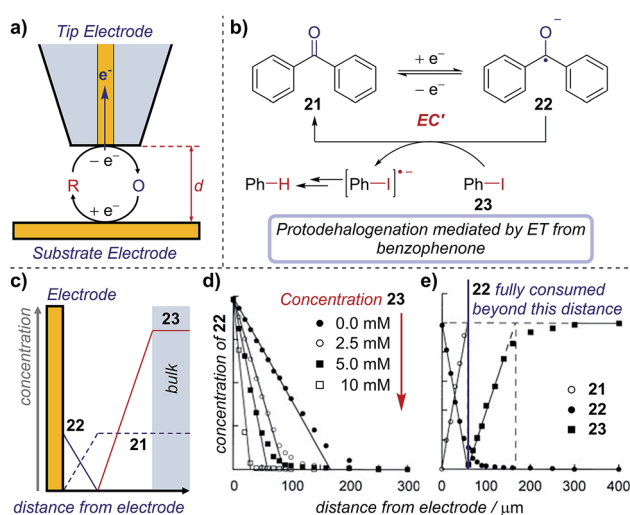 a)
Tip Electrode
e-
− e−
R
O
+ e−
d
Substrate Electrode
b)
O
21
+ e−
− e−
O−
•
22
EC'
Ph−H
[Ph−I]•−
Ph−I
23
Protodehalogenation mediated by ET from
benzophenone
c)
concentration
Electrode
22
21
23
bulk
distance from electrode
d)
concentration of 22
Concentration 23
0.0 mM
2.5 mM
5.0 mM
10 mM
0 100 200 300
e)
22 fully consumed
beyond this distance
21
22
23
0 100 200 300 400
distance from electrode / μm